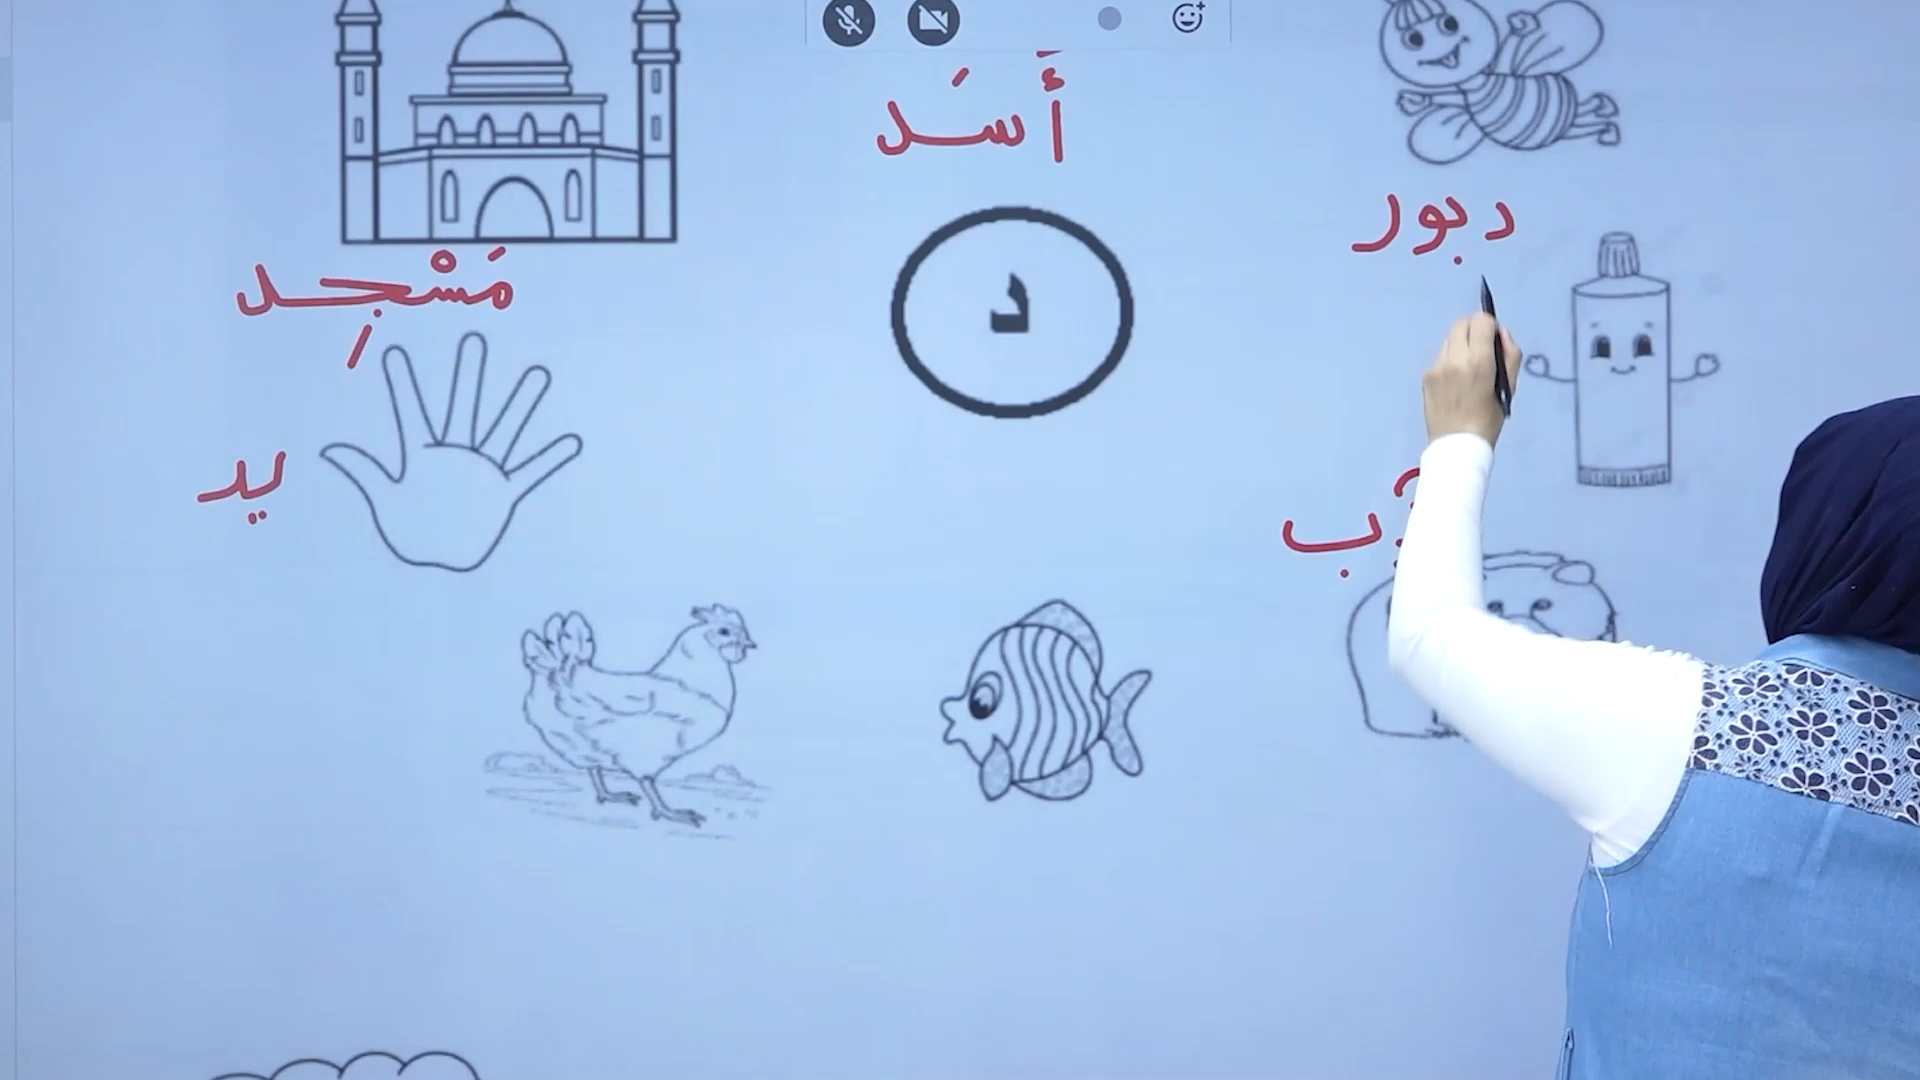 أَسَد
دبور
مَسْجِد
د
يد